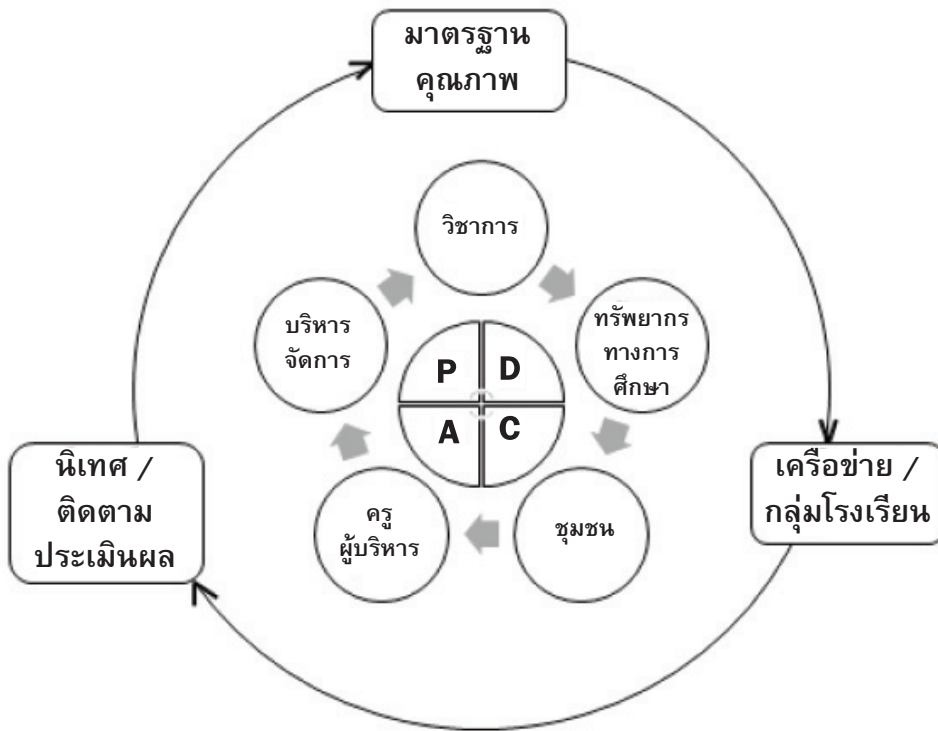 มาตรฐาน
คุณภาพ
วิชาการ
บริหาร
จัดการ
ทรัพยากร
ทางการ
ศึกษา
P D
A C
นิเทศ /
ติดตาม
ประเมินผล
เครือข่าย /
กลุ่มโรงเรียน
ครู
ผู้บริหาร
ชุมชน